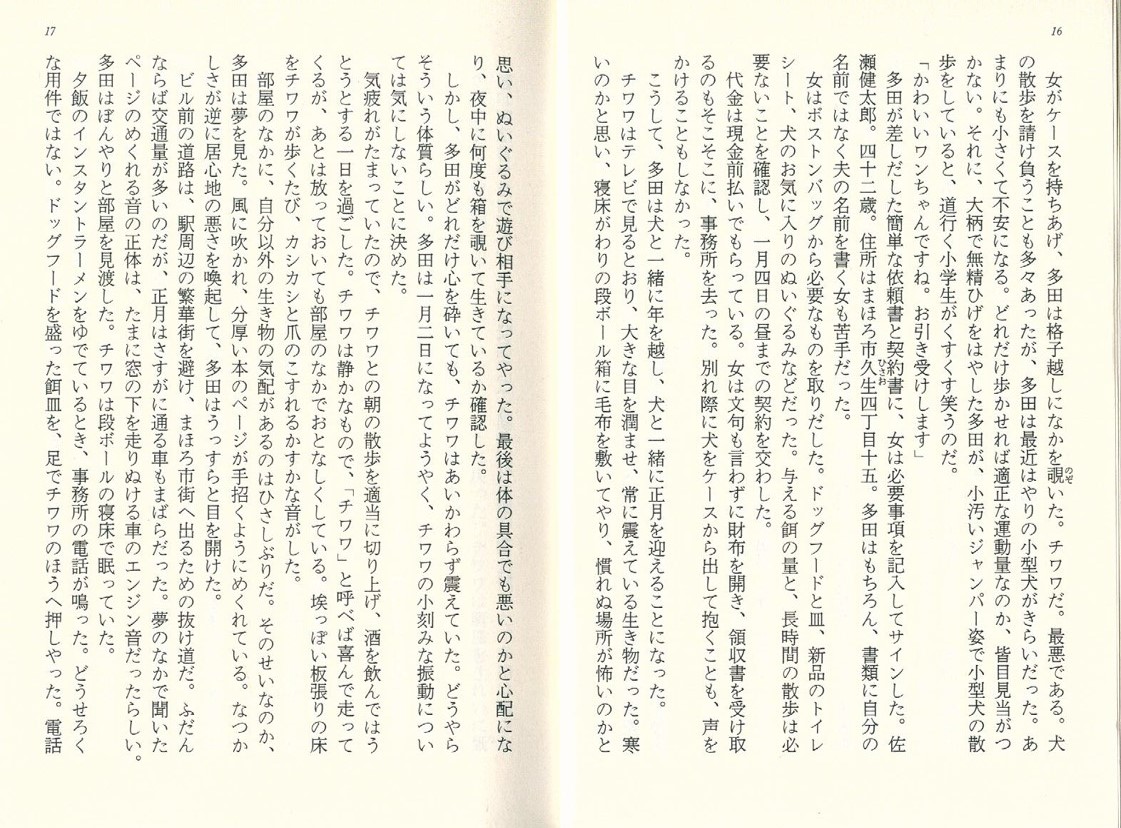 16
女がケースを持ちあげ、多田は格子越しになかを覗いた。チワワだ。最悪である。犬
の散歩を請け負うことも多々あったが、多田は最近はやりの小型犬がきらいだった。あ
まりにも小さくて不安になる。どれだけ歩かせれば適正な運動量なのか、皆目見当がつ
かない。それに、大柄で無精ひげをはやした多田が、小汚いジャンパー姿で小型犬の散
歩をしていると、道行く小学生がくすくす笑うのだ。
「かわいいワンちゃんですね。お引き受けします」
多田が差しだした簡単な依頼書と契約書に、女は必要事項を記入してサインした。佐
瀬健太郎。四十二歳。住所はまほろ市久生四丁目十五。多田はもちろん、書類に自分の
名前ではなく夫の名前を書く女も苦手だった。
女はボストンバッグから必要なものを取りだした。ドッグフードと皿、新品のトイレ
シート、犬のお気に入りのぬいぐるみなどだった。与える餌の量と、長時間の散歩は必
要ないことを確認し、一月四日の昼までの契約を交わした。
代金は現金前払いでもらっている。女は文句も言わずに財布を開き、領収書を受け取
るのもそこそこに、事務所を去った。別れ際に犬をケースから出して抱くことも、声を
かけることもしなかった。
こうして、多田は犬と一緒に年を越し、犬と一緒に正月を迎えることになった。
チワワはテレビで見るとおり、大きな目を潤ませ、常に震えている生き物だった。寒
いのかと思い、寝床がわりの段ボール箱に毛布を敷いてやり、慣れぬ場所が怖いのかと
17
思い、ぬいぐるみで遊び相手になってやった。最後は体の具合でも悪いのかと心配にな
り、夜中に何度も箱を覗いて生きているか確認した。
しかし、多田がどれだけ心を砕いても、チワワはあいかわらず震えていた。どうやら
そういう体質らしい。多田は一月二日になってようやく、チワワの小刻みな振動につい
ては気にしないことに決めた。
気疲れがたまっていたので、チワワとの朝の散歩を適当に切り上げ、酒を飲んではう
とうとする一日を過ごした。チワワは静かなもので、「チワワ」と呼べば喜んで走って
くるが、あとは放っておいても部屋のなかでおとなしくしている。埃っぽい板張りの床
をチワワが歩くたび、カシカシと爪のこすれるかすかな音がした。
部屋のなかに、自分以外の生き物の気配があるのはひさしぶりだ。そのせいなのか、
多田は夢を見た。風に吹かれ、分厚い本のページが手招くようにめくれている。なつか
しさが逆に居心地の悪さを喚起して、多田はうっすらと目を開けた。
ビル前の道路は、駅周辺の繁華街を避け、まほろ市街へ出るための抜け道だ。ふだん
ならば交通量が多いのだが、正月はさすがに通る車もまばらだった。夢のなかで聞いた
ページのめくれる音の正体は、たまに窓の下を走りぬける車のエンジン音だったらしい。
多田はぼんやりと部屋を見渡した。チワワは段ボールの寝床で眠っていた。
夕飯のインスタントラーメンをゆでているとき、事務所の電話が鳴った。どうせろく
な用件ではない。ドッグフードを盛った餌皿を、足でチワワのほうへ押しやった。電話